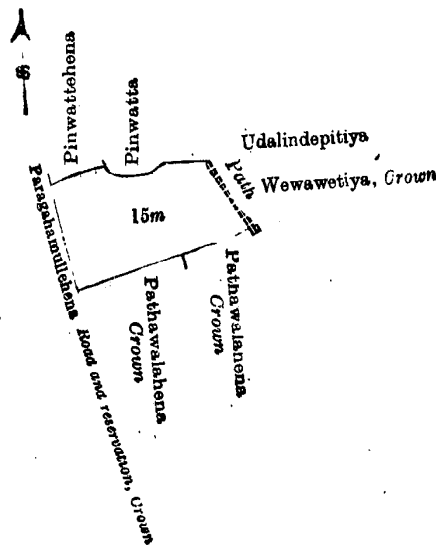 Pinwattehena
Pinwatta
Udalindepitiya
Path
Wewawetiya, Crown
15m
Paragahamullehena
Road and reservation, Crown
Pathawalahena
Crown
Pathawalahena
Crown